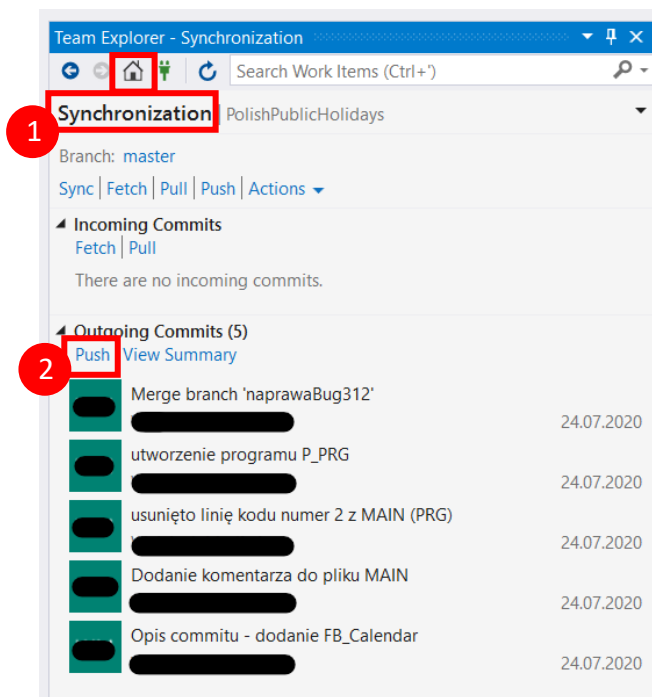 Team Explorer - Synchronization
Search Work Items (Ctrl+')
1
Synchronization PolishPublicHolidays
Branch: master
Sync Fetch Pull Push Actions
Incoming Commits
Fetch Pull
There are no incoming commits.
Outgoing Commits (5)
2
Push View Summary
Merge branch 'naprawaBug312'
24.07.2020
utworzenie programu P_PRG
24.07.2020
usunięto linię kodu numer 2 z MAIN (PRG)
24.07.2020
Dodanie komentarza do pliku MAIN
24.07.2020
Opis commitu - dodanie FB_Calendar
24.07.2020